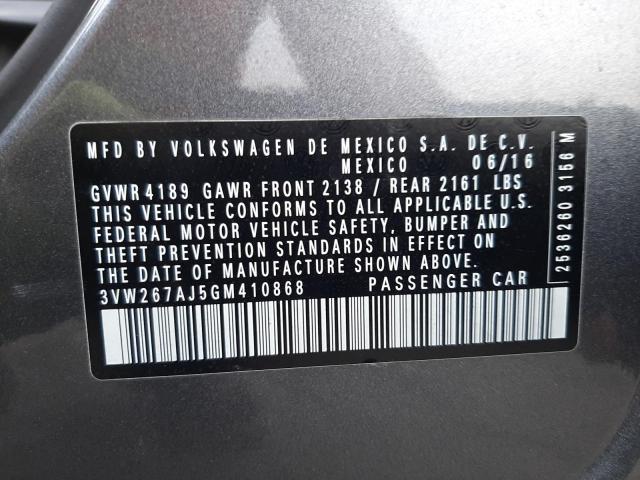 MFD BY VOLKSWAGEN DE MEXICO S.A. DE C.V.
MEXICO 06/16
GVWR 4189 GAWR FRONT 2138 / REAR 2161 LBS
THIS VEHICLE CONFORMS TO ALL APPLICABLE U.S.
FEDERAL MOTOR VEHICLE SAFETY, BUMPER AND
THEFT PREVENTION STANDARDS IN EFFECT ON
THE DATE OF MANUFACTURE SHOWN ABOVE.
3VW267AJ5GM410868 PASSENGER CAR
2536260 3156 M